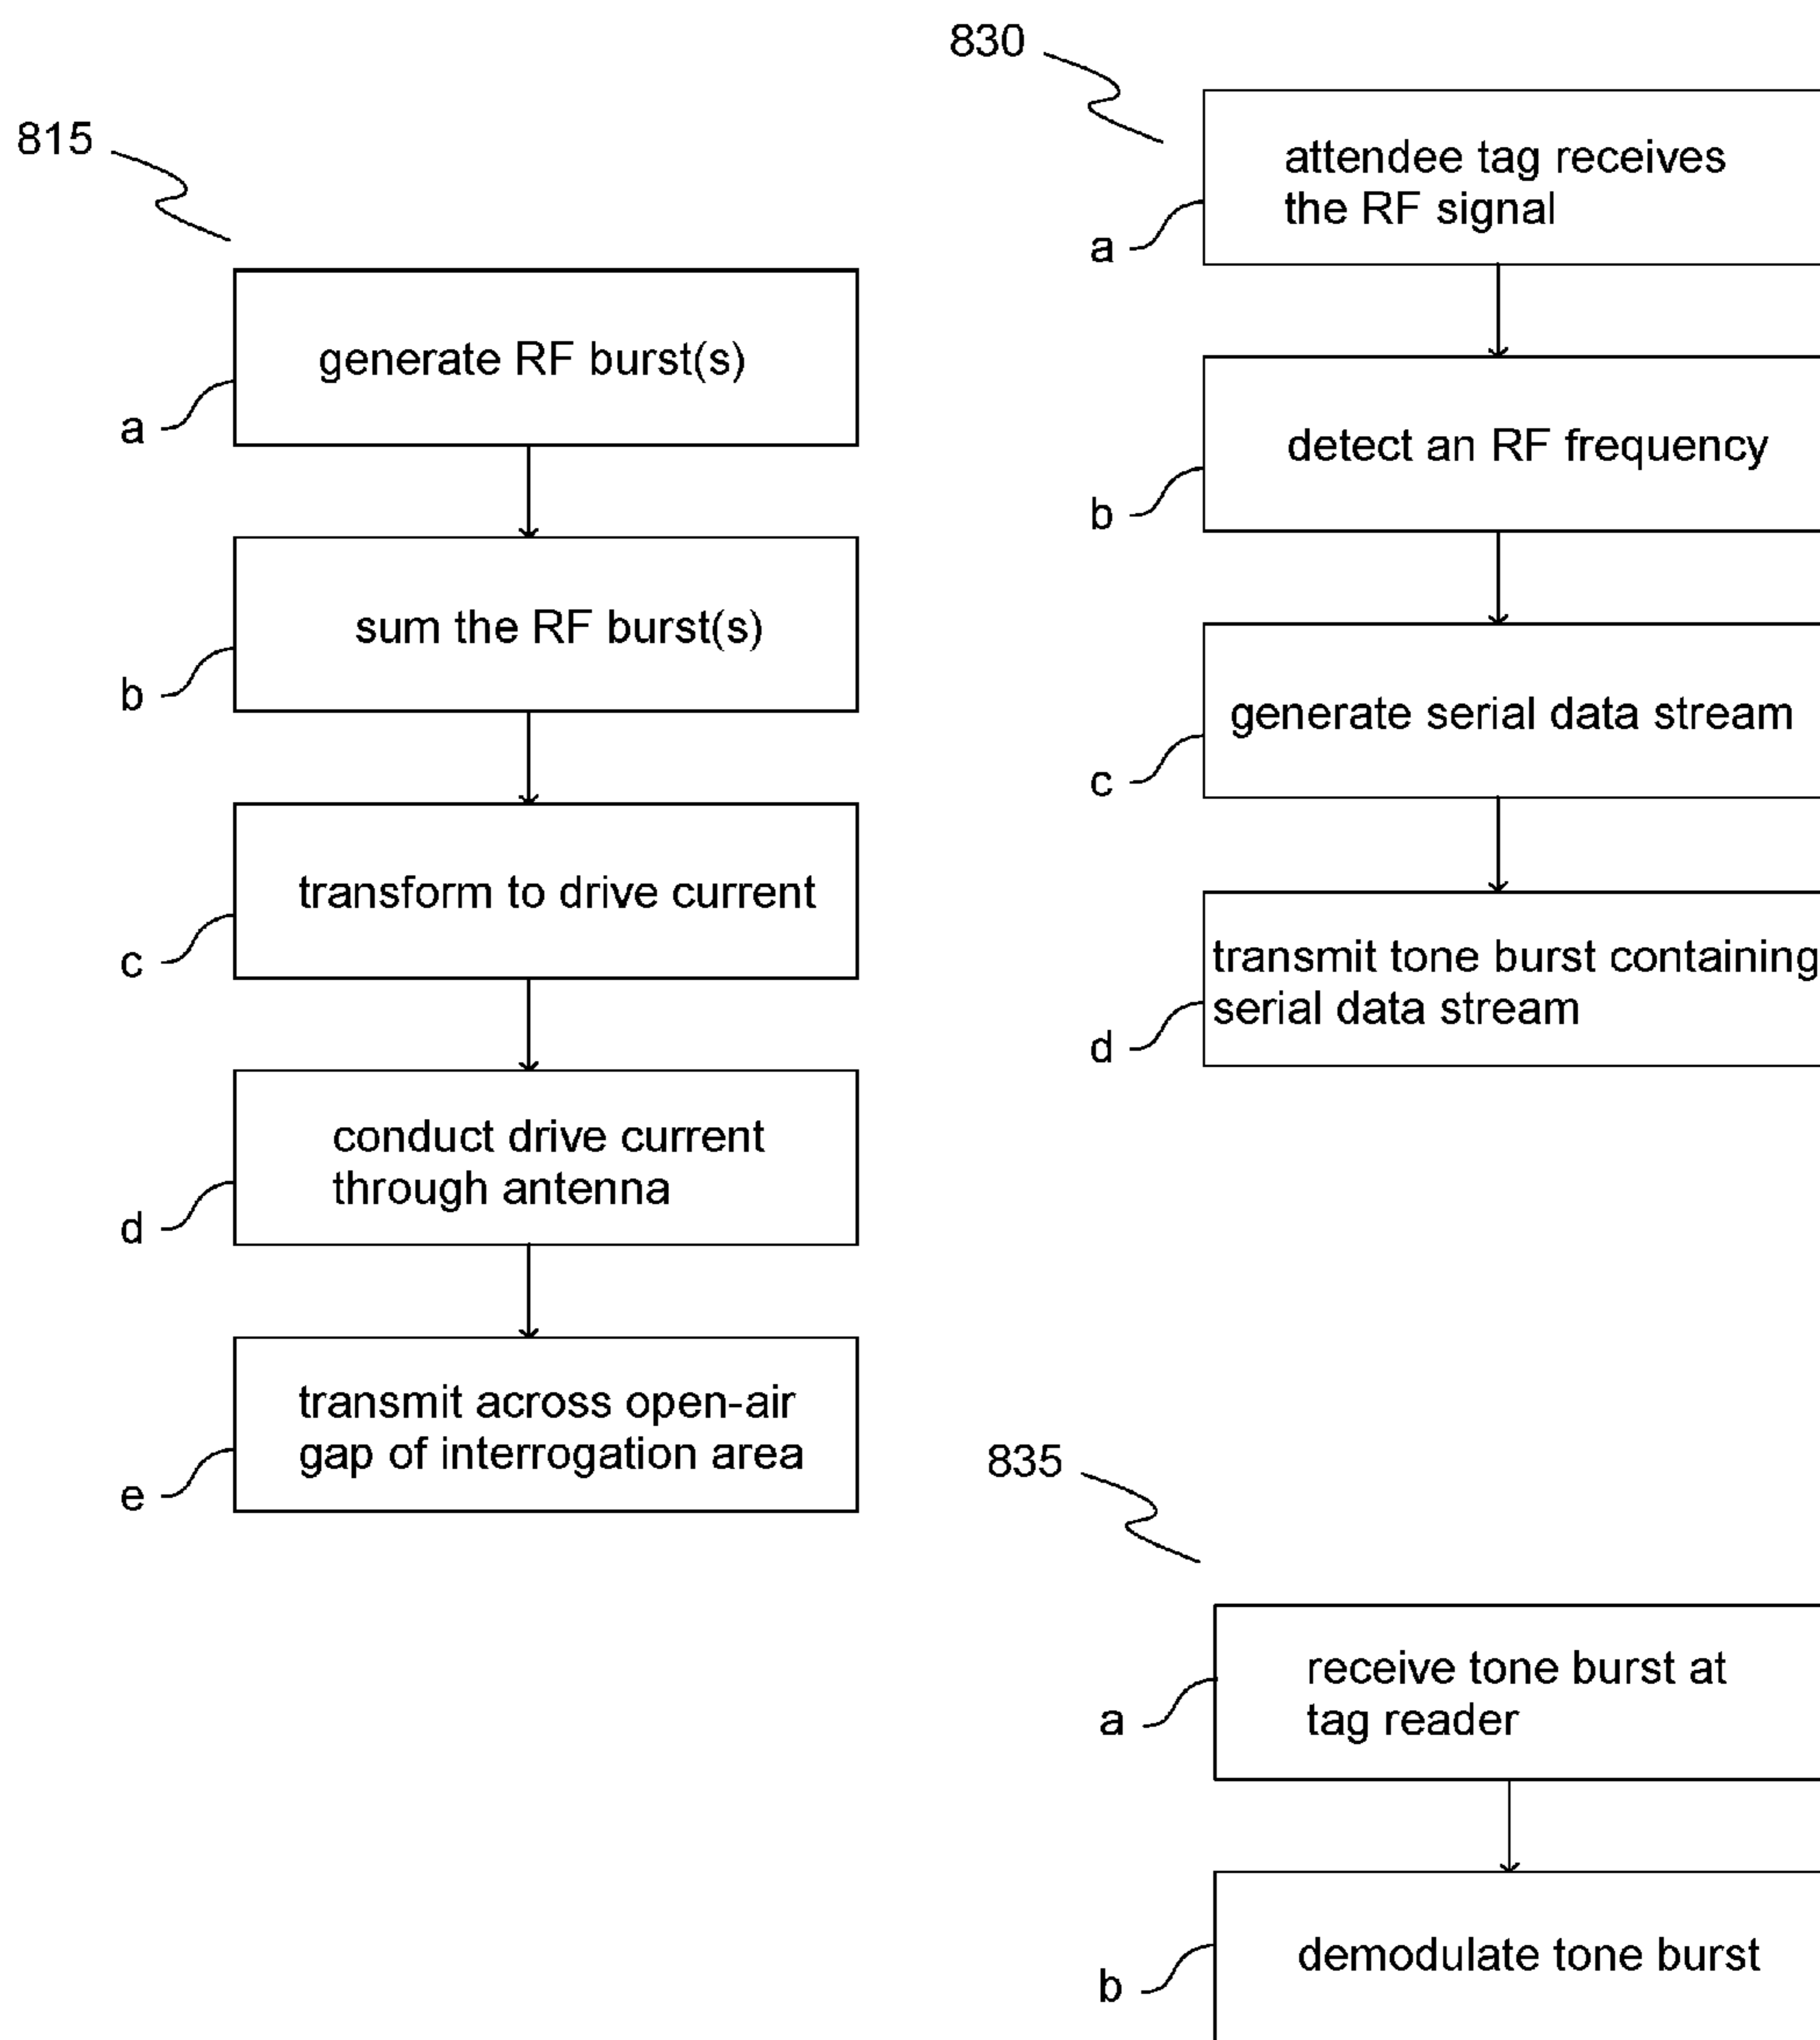 815
generate RF burst(s)
a
sum the RF burst(s)
b
transform to drive current
c
conduct drive current
through antenna
d
transmit across open-air
gap of interrogation area
e
830
attendee tag receives
the RF signal
a
detect an RF frequency
b
generate serial data stream
c
transmit tone burst containing
serial data stream
d
835
receive tone burst at
tag reader
a
demodulate tone burst
b